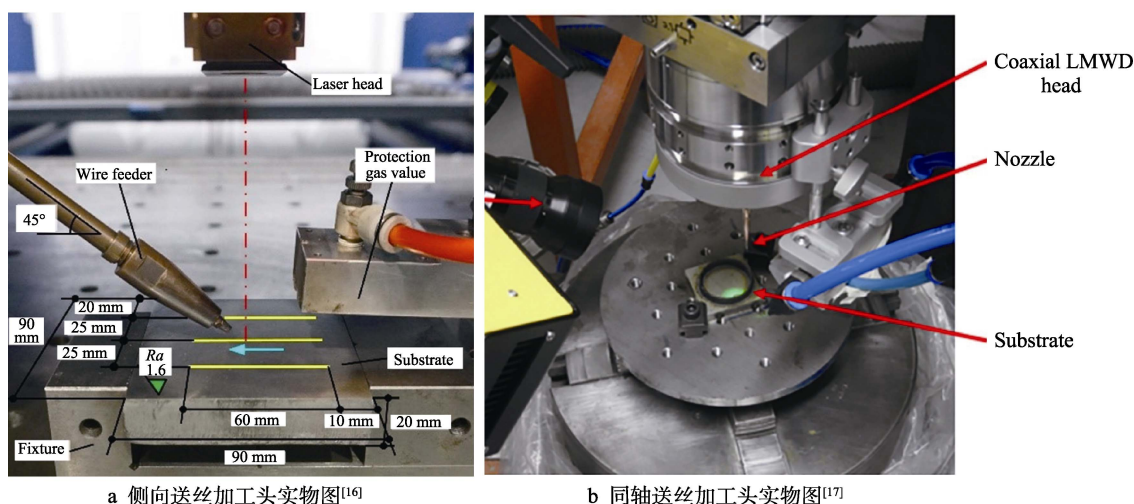 Laser head
Wire feeder
Protection
gas value
45°
20 mm
90
mm
25 mm
25 mm
Ra
1.6
Substrate
60 mm
10 mm
20 mm
Fixture
90 mm
a 侧向送丝加工头实物图[16]
Coaxial LMWD
head
Nozzle
Substrate
b 同轴送丝加工头实物图[17]